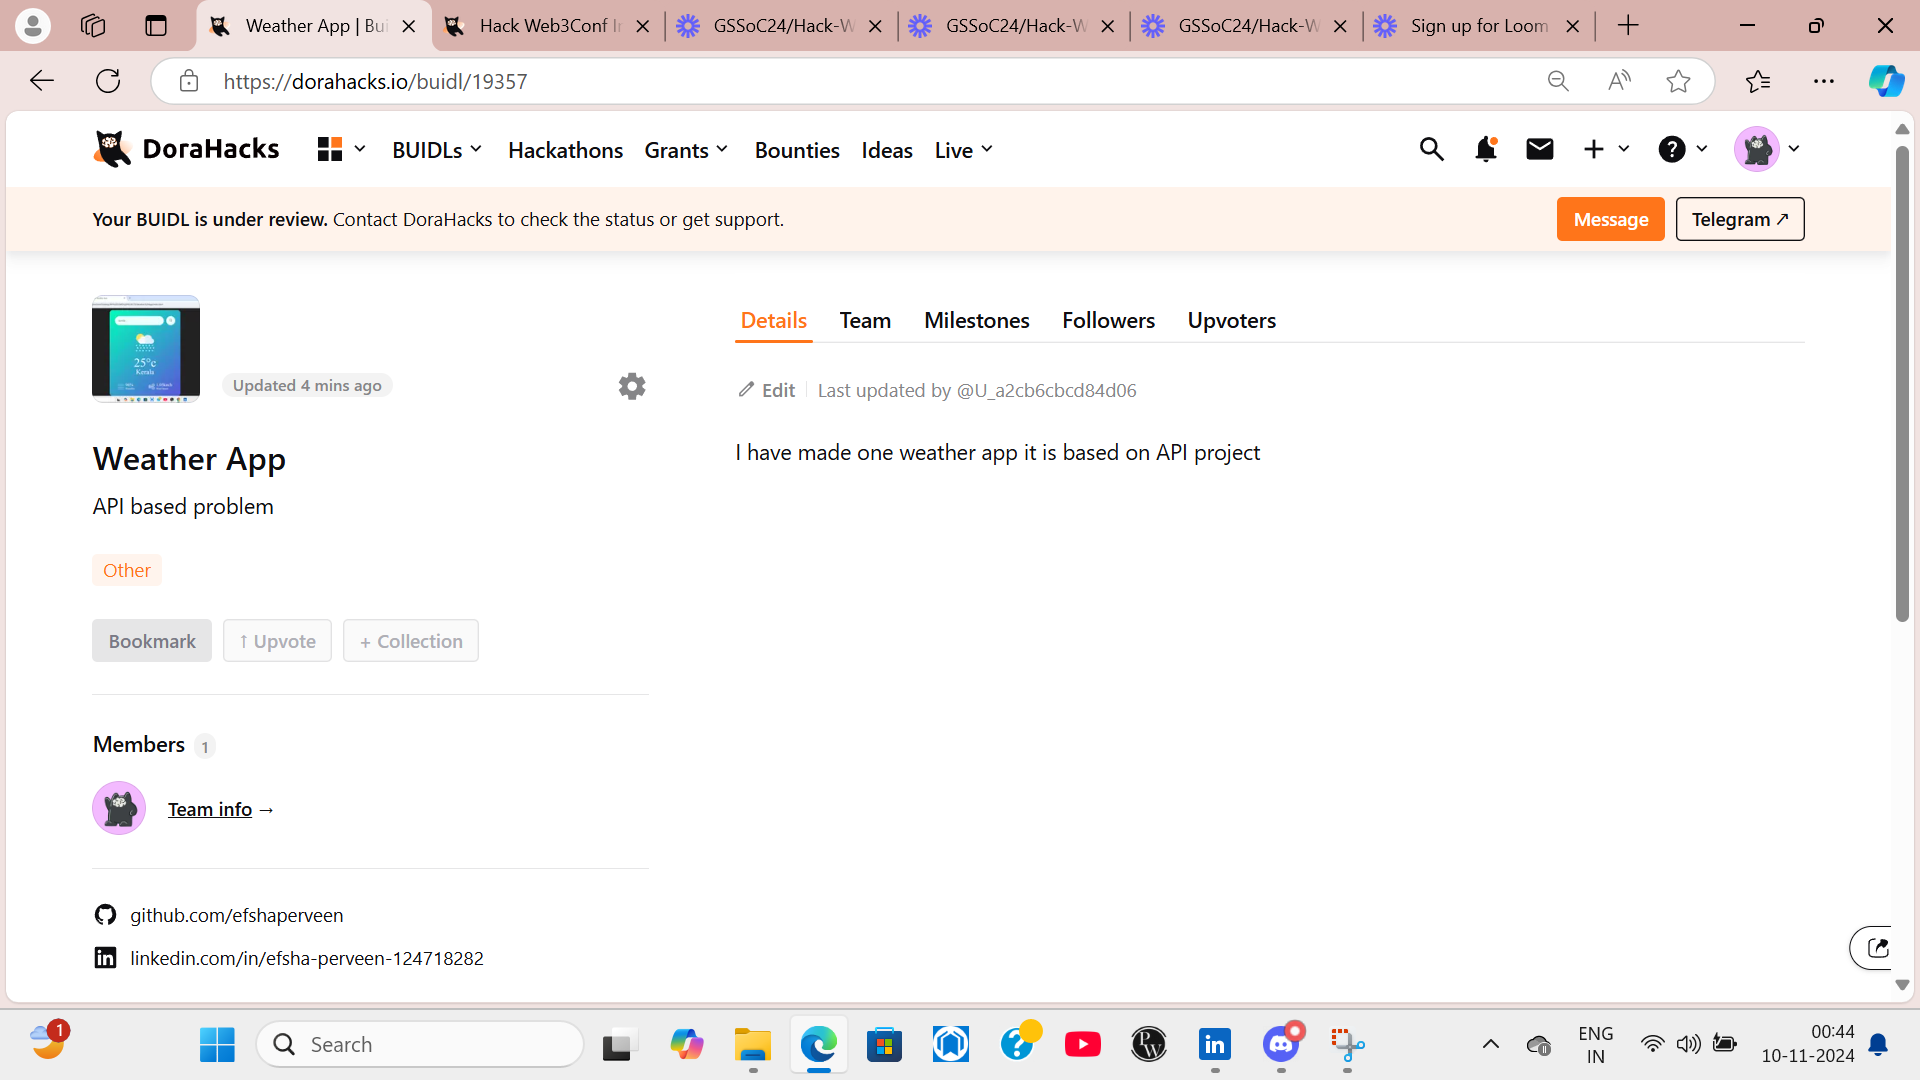 Weather App | Bui
Hack Web3Conf In
GSSoC24/Hack-W
GSSoC24/Hack-W
GSSoC24/Hack-W
Sign up for Loom
https://dorahacks.io/buidl/19357
DoraHacks
BUIDLs
Hackathons
Grants
Bounties
Ideas
Live
Your BUIDL is under review. Contact DoraHacks to check the status or get support.
Message
Telegram ↗
25°c
Kerala
Updated 4 mins ago
Weather App
API based problem
Other
Bookmark
↑ Upvote
+ Collection
Members 1
Team info →
github.com/efshaperveen
linkedin.com/in/efsha-perveen-124718282
Details
Team
Milestones
Followers
Upvoters
Edit
Last updated by @U_a2cb6cbcd84d06
I have made one weather app it is based on API project
1
Search
ENG
IN
00:44
10-11-2024